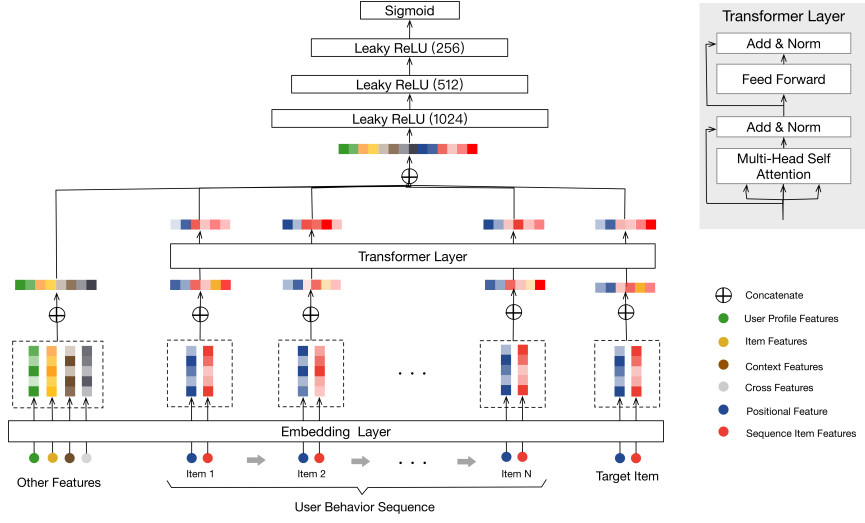 Sigmoid
Leaky ReLU (256)
Leaky ReLU (512)
Leaky ReLU (1024)
Transformer Layer
Embedding Layer
Other Features
Item 1
Item 2
. . .
. . .
Item N
Target Item
User Behavior Sequence
Transformer Layer
Add & Norm
Feed Forward
Add & Norm
Multi-Head Self
Attention
Concatenate
User Profile Features
Item Features
Context Features
Cross Features
Positional Feature
Sequence Item Features